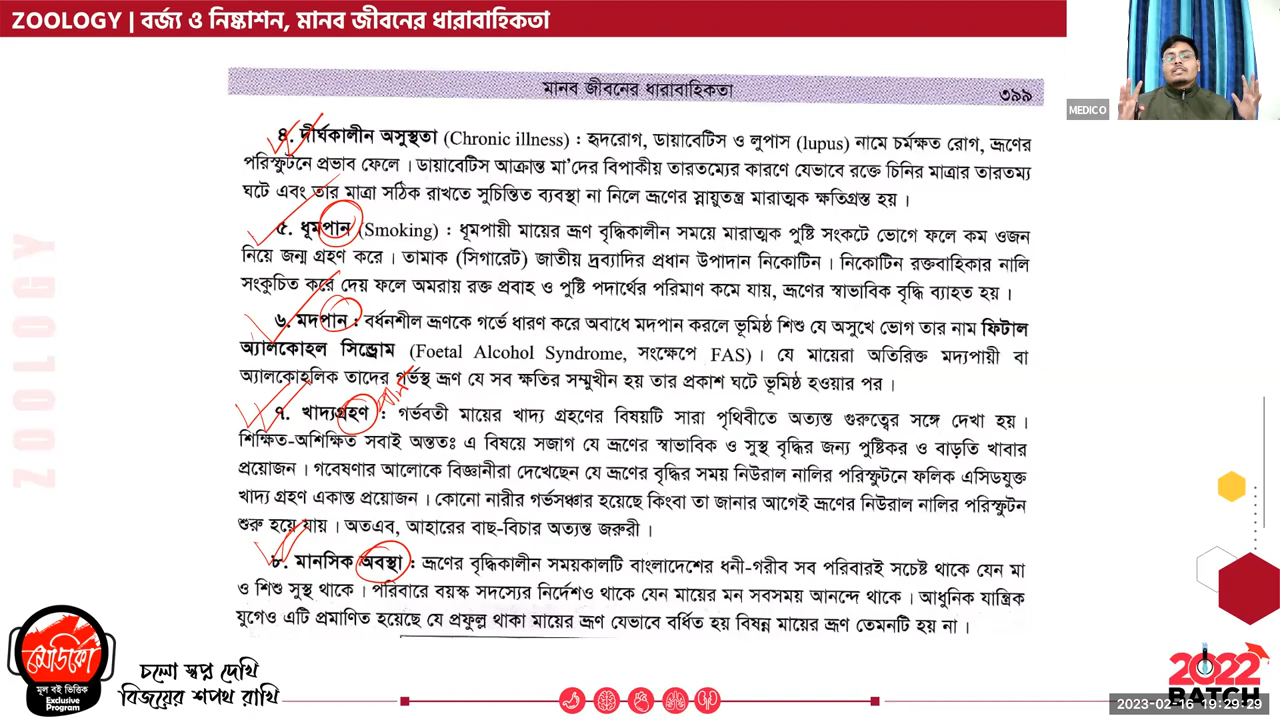 ZOOLOGY | বর্জ্য ও নিষ্কাশন, মানব জীবনের ধারাবাহিকতা
MEDICO
মানব জীবনের ধারাবাহিকতা ৩৯৯
৪. দীর্ঘকালীন অসুস্থতা (Chronic illness) : হৃদরোগ, ডায়াবেটিস ও লুপাস (lupus) নামে চর্মক্ষত রোগ, ভ্রূণের
পরিস্ফুটনে প্রভাব ফেলে । ডায়াবেটিস আক্রান্ত মা’দের বিপাকীয় তারতম্যের কারণে যেভাবে রক্তে চিনির মাত্রার তারতম্য
ঘটে এবং তার মাত্রা সঠিক রাখতে সুচিন্তিত ব্যবস্থা না নিলে ভ্রূণের স্নায়ুতন্ত্র মারাত্মক ক্ষতিগ্রস্ত হয় ।
৫. ধূমপান (Smoking) : ধূমপায়ী মায়ের ভ্রূণ বৃদ্ধিকালীন সময়ে মারাত্মক পুষ্টি সংকটে ভোগে ফলে কম ওজন
নিয়ে জন্ম গ্রহণ করে । তামাক (সিগারেট) জাতীয় দ্রব্যাদির প্রধান উপাদান নিকোটিন । নিকোটিন রক্তবাহিকার নালি
সংকুচিত করে দেয় ফলে অমরায় রক্ত প্রবাহ ও পুষ্টি পদার্থের পরিমাণ কমে যায়, ভ্রূণের স্বাভাবিক বৃদ্ধি ব্যাহত হয় ।
৬. মদপান : বর্ধনশীল ভ্রূণকে গর্ভে ধারণ করে অবাধে মদপান করলে ভূমিষ্ঠ শিশু যে অসুখে ভোগ তার নাম ফিটাল
অ্যালকোহল সিন্ড্রোম (Foetal Alcohol Syndrome, সংক্ষেপে FAS) । যে মায়েরা অতিরিক্ত মদ্যপায়ী বা
অ্যালকোহলিক তাদের গর্ভস্থ ভ্রূণ যে সব ক্ষতির সম্মুখীন হয় তার প্রকাশ ঘটে ভূমিষ্ঠ হওয়ার পর ।
৭. খাদ্যগ্রহণ : গর্ভবতী মায়ের খাদ্য গ্রহণের বিষয়টি সারা পৃথিবীতে অত্যন্ত গুরুত্বের সঙ্গে দেখা হয় ।
শিক্ষিত-অশিক্ষিত সবাই অন্ততঃ এ বিষয়ে সজাগ যে ভ্রূণের স্বাভাবিক ও সুস্থ বৃদ্ধির জন্য পুষ্টিকর ও বাড়তি খাবার
প্রয়োজন । গবেষণার আলোকে বিজ্ঞানীরা দেখেছেন যে ভ্রূণের বৃদ্ধির সময় নিউরাল নালির পরিস্ফুটনে ফলিক এসিডযুক্ত
খাদ্য গ্রহণ একান্ত প্রয়োজন । কোনো নারীর গর্ভসঞ্চার হয়েছে কিংবা তা জানার আগেই ভ্রূণের নিউরাল নালির পরিস্ফুটন
শুরু হয়ে যায় । অতএব, আহারের বাছ-বিচার অত্যন্ত জরুরী ।
৮. মানসিক অবস্থা : ভ্রূণের বৃদ্ধিকালীন সময়কালটি বাংলাদেশের ধনী-গরীব সব পরিবারই সচেষ্ট থাকে যেন মা
ও শিশু সুস্থ থাকে । পরিবারে বয়স্ক সদস্যের নির্দেশও থাকে যেন মায়ের মন সবসময় আনন্দে থাকে । আধুনিক যান্ত্রিক
যুগেও এটি প্রমাণিত হয়েছে যে প্রফুল্ল থাকা মায়ের ভ্রূণ যেভাবে বর্ধিত হয় বিষন্ন মায়ের ভ্রূণ তেমনটি হয় না ।
ZOOLOGY
মেডিকো
মূল বই ভিত্তিক
Exclusive
Program
চলো স্বপ্ন দেখি
বিজয়ের শপথ রাখি
2022
BATCH
2023-02-16 19:29:29